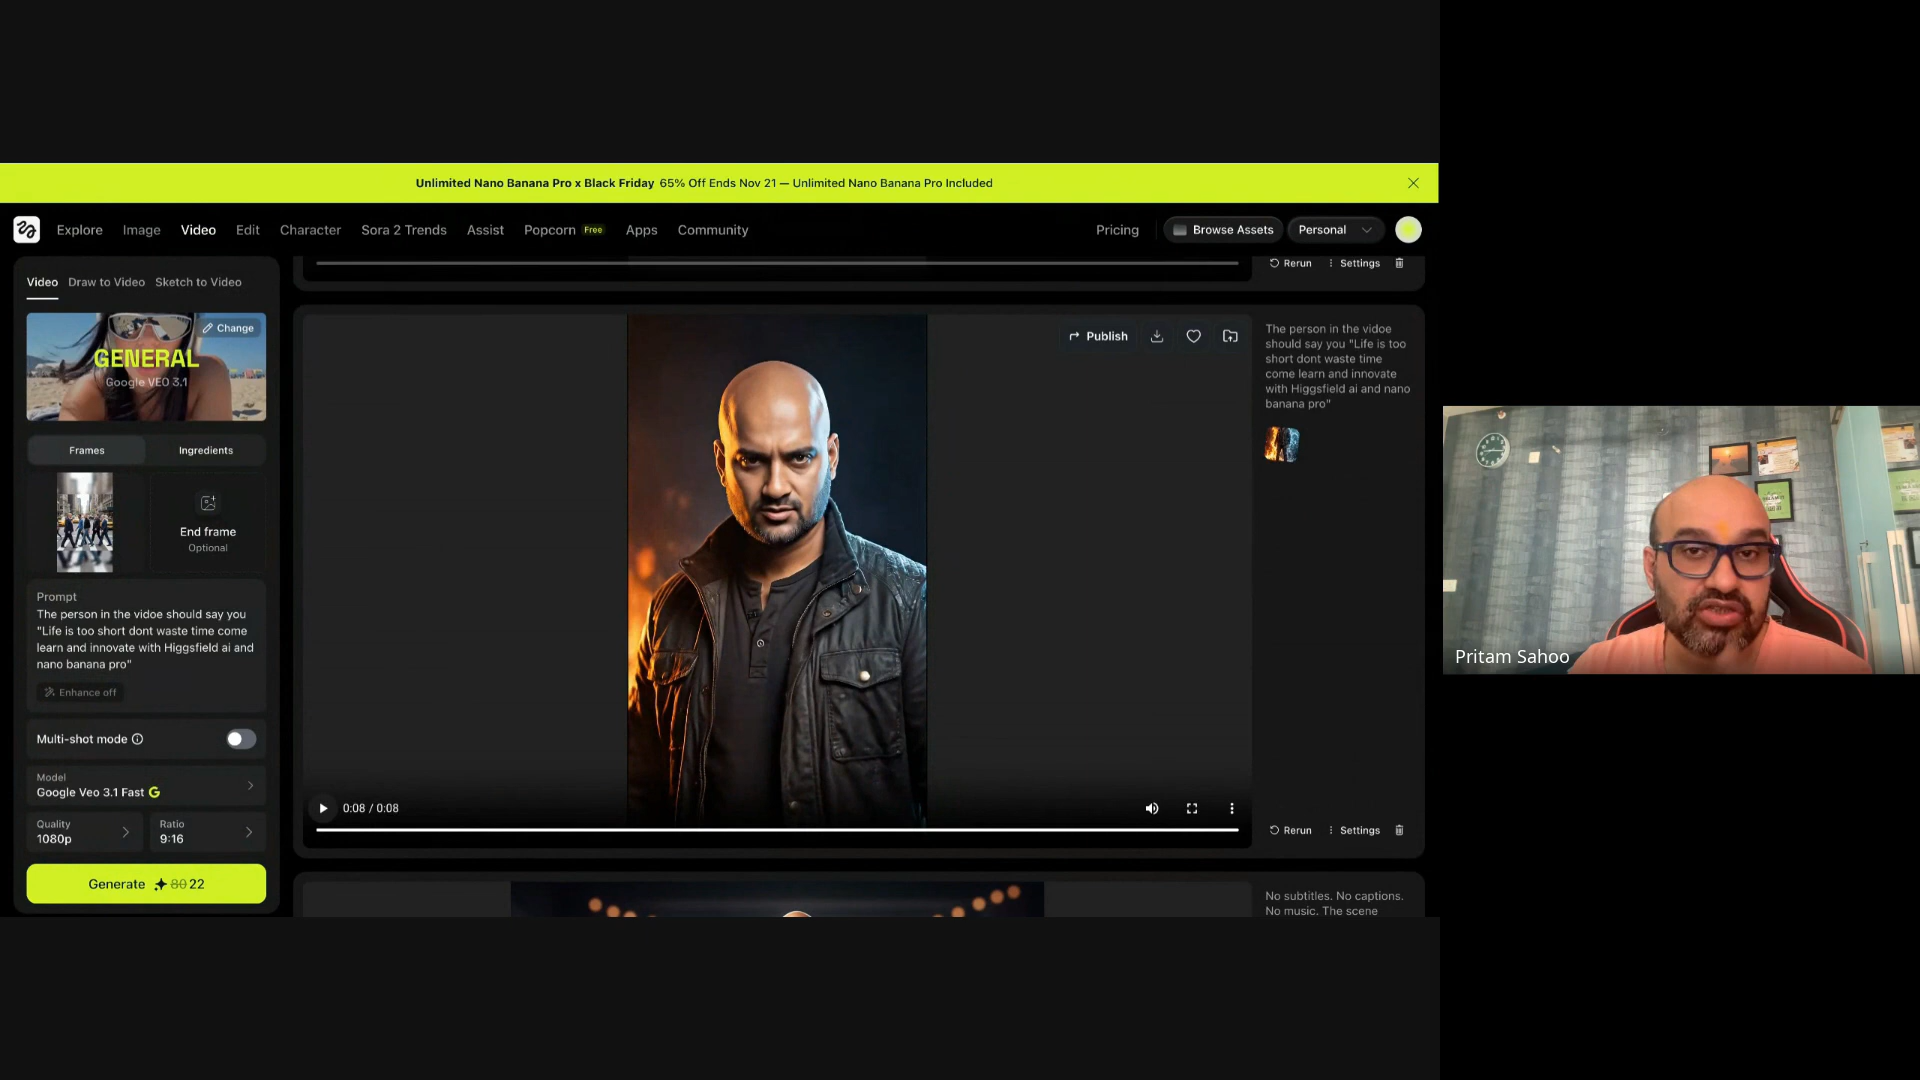 Unlimited Nano Banana Pro x Black Friday 65% Off Ends Nov 21 — Unlimited Nano Banana Pro Included
Explore Image Video Edit Character Sora 2 Trends Assist Popcorn Free Apps Community Pricing Browse Assets Personal
Video Draw to Video Sketch to Video
Change
GENERAL
Google VEO 3.1
Frames Ingredients
End frame
Optional
Prompt
The person in the vidoe should say you
"Life is too short dont waste time come
learn and innovate with Higgsfield ai and
nano banana pro"
Enhance off
Multi-shot mode
Model
Google Veo 3.1 Fast G
Quality
1080p
Ratio
9:16
Generate 80 22
Rerun Settings
Publish
The person in the vidoe
should say you "Life is too
short dont waste time
come learn and innovate
with Higgsfield ai and nano
banana pro"
0:08 / 0:08
Rerun Settings
No subtitles. No captions.
No music. The scene
Pritam Sahoo